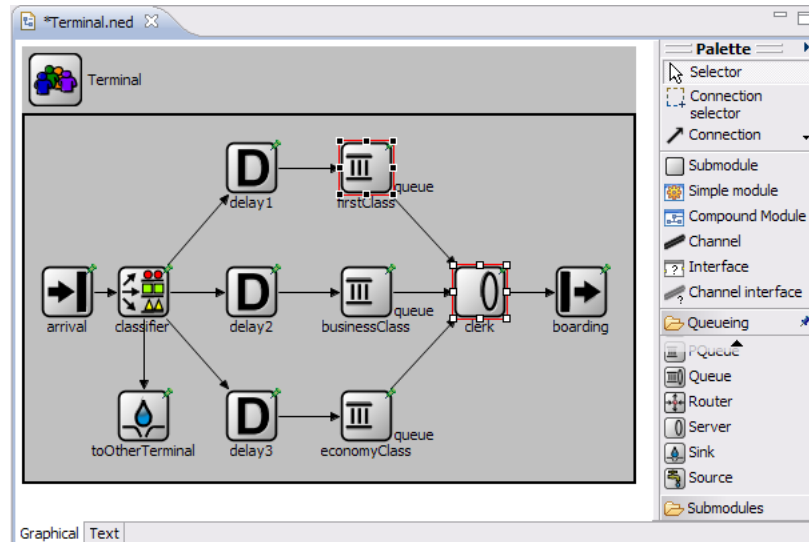 *Terminal.ned
Terminal
D
delay1
firstClass
queue
arrival
classifier
D
delay2
businessClass
queue
clerk
boarding
toOtherTerminal
D
delay3
economyClass
queue
Graphical
Text
Palette
Selector
Connection
selector
Connection
Submodule
Simple module
Compound Module
Channel
Interface
Channel interface
Queueing
PQueue
Queue
Router
Server
Sink
Source
Submodules